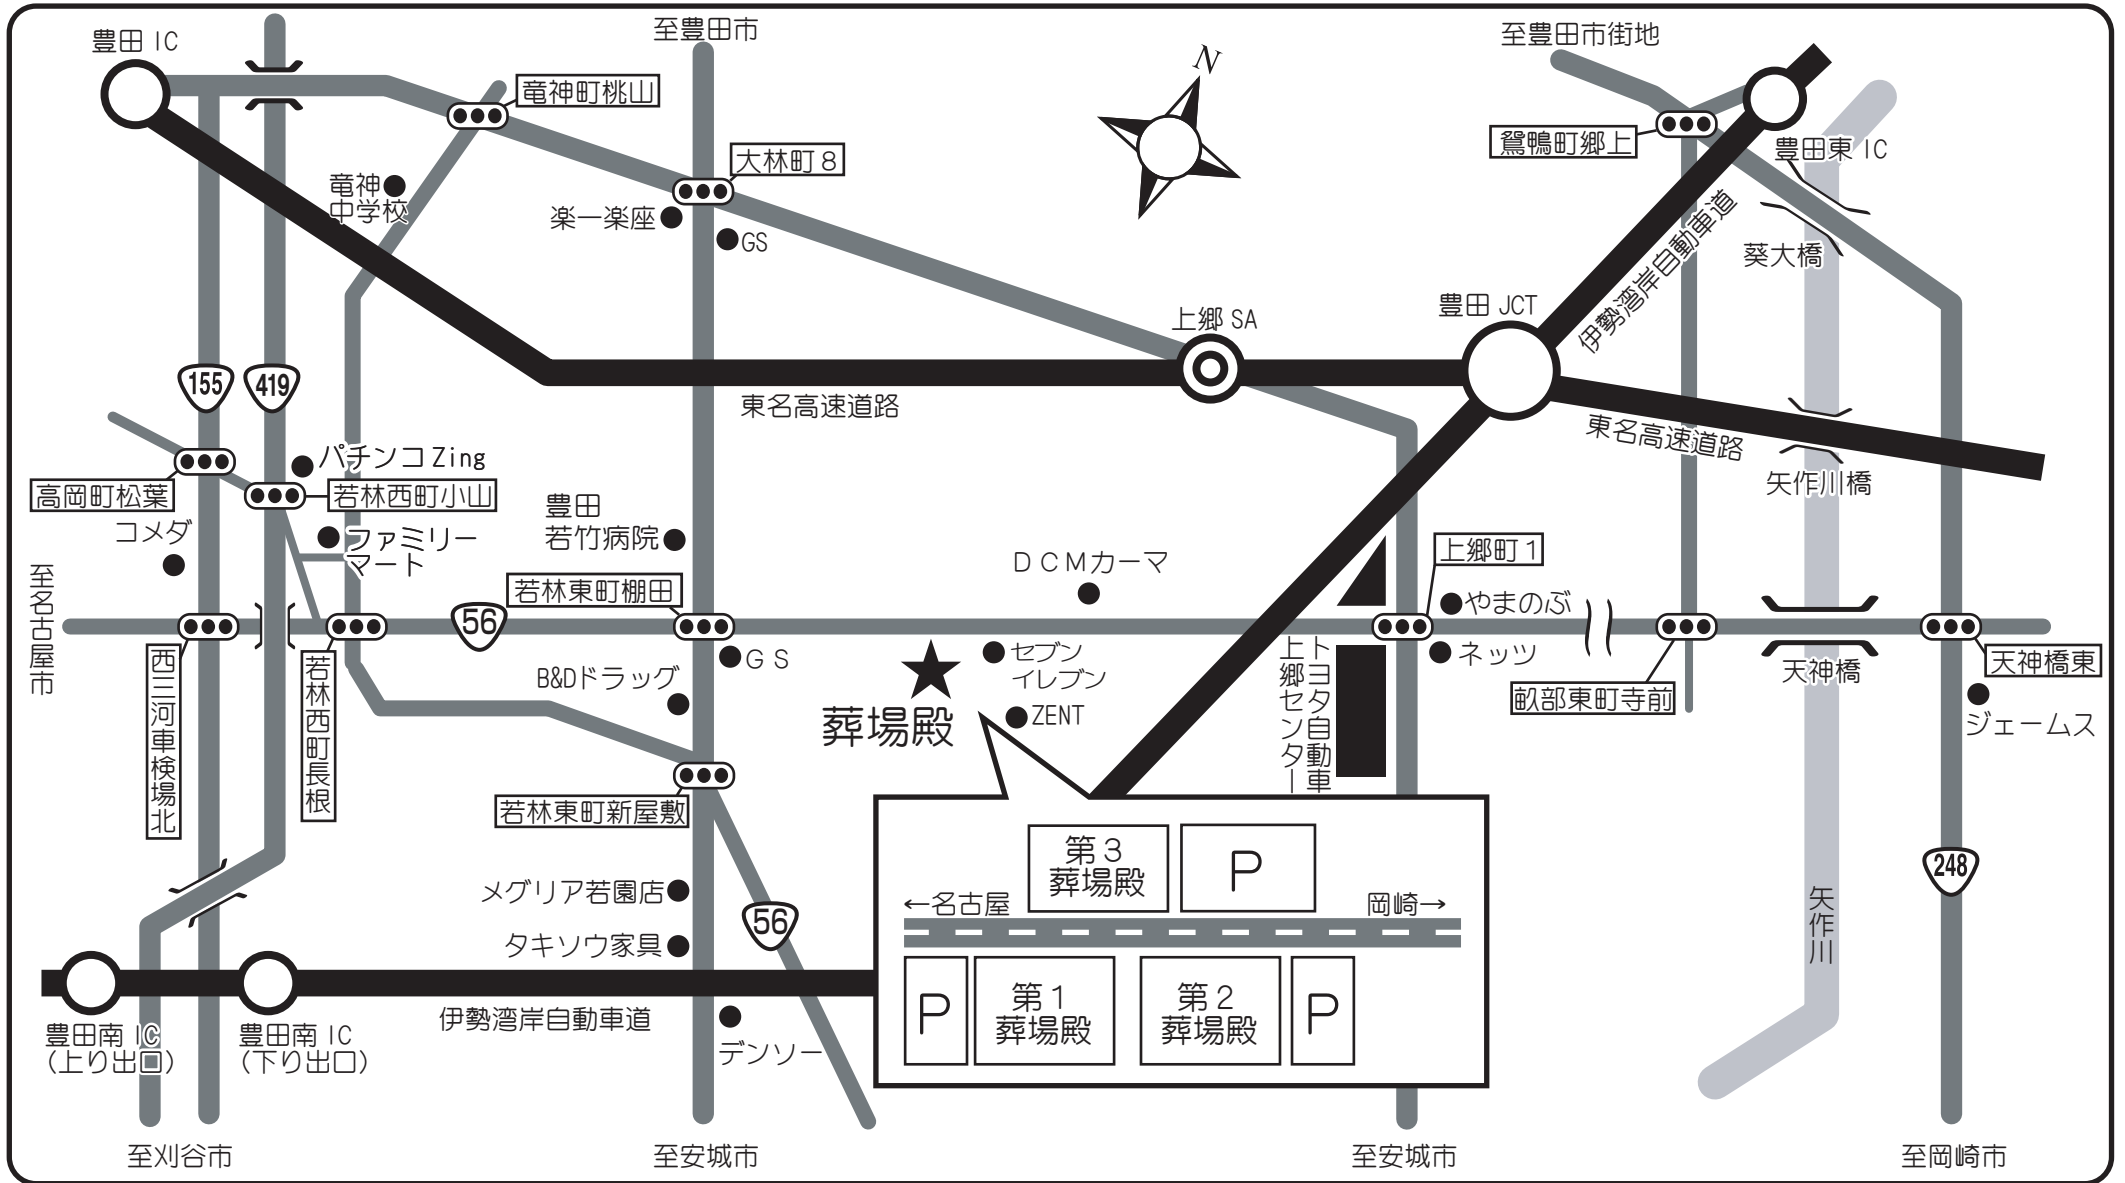 豊田 IC
至豊田市
N
至豊田市街地
竜神町桃山
大林町8
鴛鴨町郷上
豊田東 IC
竜神
中学校
楽一楽座
GS
葵大橋
伊勢湾岸自動車道
上郷 SA
豊田 JCT
155
419
東名高速道路
東名高速道路
矢作川橋
パチンコ Zing
高岡町松葉
若林西町小山
コメダ
ファミリー
マート
豊田
若竹病院
DCMカーマ
上郷町1
至名古屋市
若林東町棚田
56
やまのぶ
西三河車検場北
若林西町長根
GS
セブン
イレブン
ネッツ
天神橋
天神橋東
B&Dドラッグ
ZENT
葬場殿
トヨタ自動車
上郷センター
畝部東町寺前
ジェームス
若林東町新屋敷
メグリア若園店
タキソウ家具
56
248
矢作川
第3
葬場殿
P
←名古屋
岡崎→
P
第1
葬場殿
第2
葬場殿
P
豊田南 IC
(上り出口)
豊田南 IC
(下り出口)
伊勢湾岸自動車道
デンソー
至刈谷市
至安城市
至安城市
至岡崎市